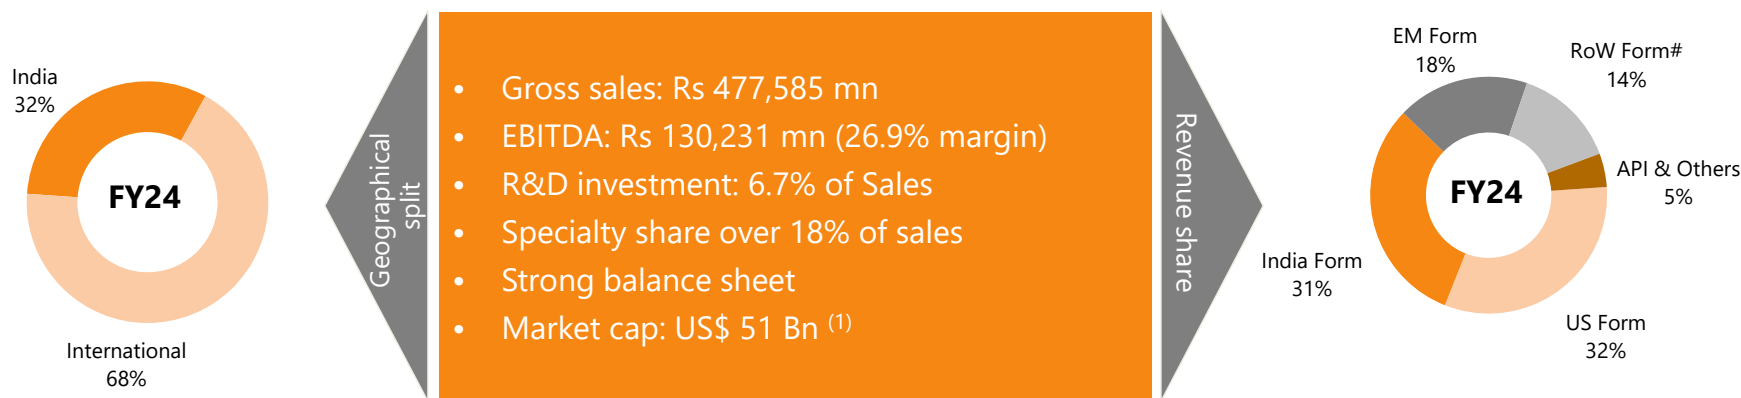 India
32%
FY24
International
68%
Geographical
split
• Gross sales: Rs 477,585 mn
• EBITDA: Rs 130,231 mn (26.9% margin)
• R&D investment: 6.7% of Sales
• Specialty share over 18% of sales
• Strong balance sheet
• Market cap: US$ 51 Bn (1)
Revenue share
EM Form
18%
RoW Form#
14%
API & Others
5%
FY24
India Form
31%
US Form
32%